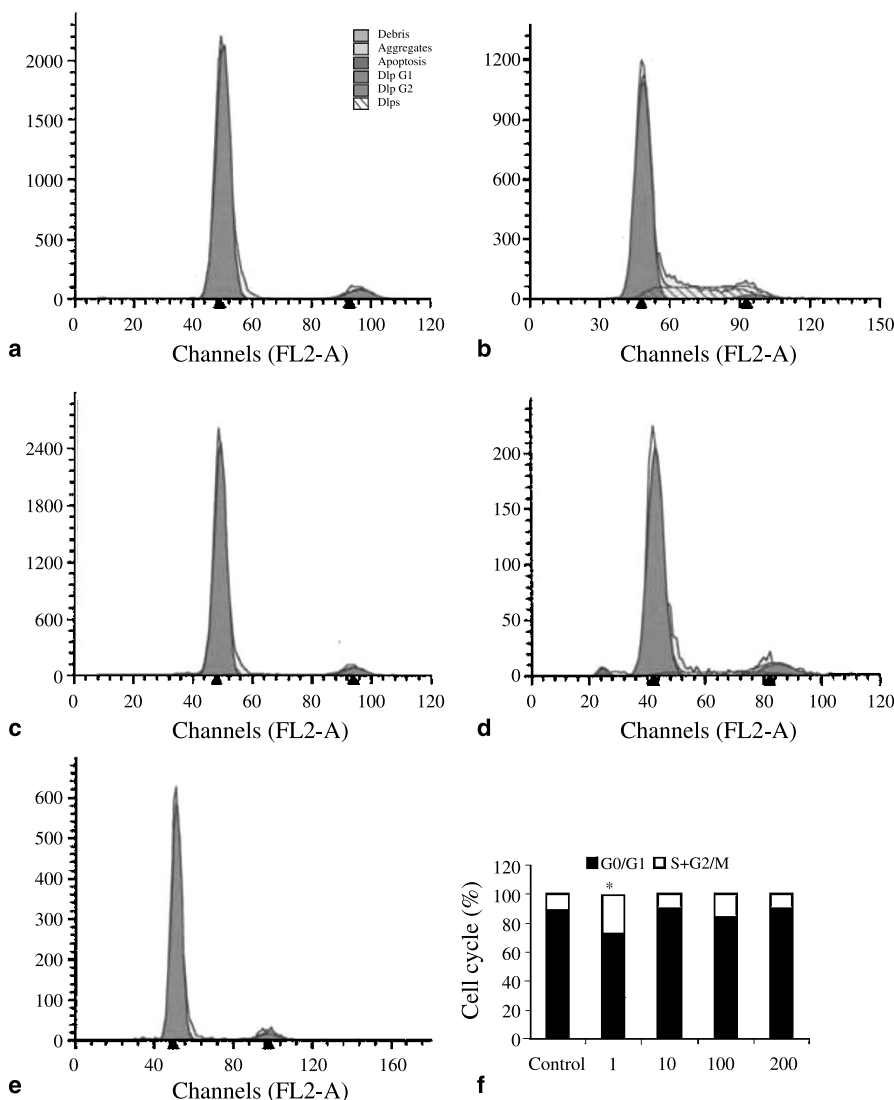 2000
1500
1000
500
0
0 20 40 60 80 100 120
Channels (FL2-A)
a
Debris
Aggregates
Apoptosis
Dlp G1
Dlp G2
Dlps
1200
900
600
300
0
0 30 60 90 120 150
Channels (FL2-A)
b
2400
1800
1200
600
0
0 20 40 60 80 100 120
Channels (FL2-A)
c
200
150
100
50
0
0 20 40 60 80 100 120
Channels (FL2-A)
d
600
500
400
300
200
100
0
0 40 80 120 160
Channels (FL2-A)
e
G0/G1 S+G2/M
Cell cycle (%)
120
100
80
60
40
20
0
*
Control 1 10 100 200
f